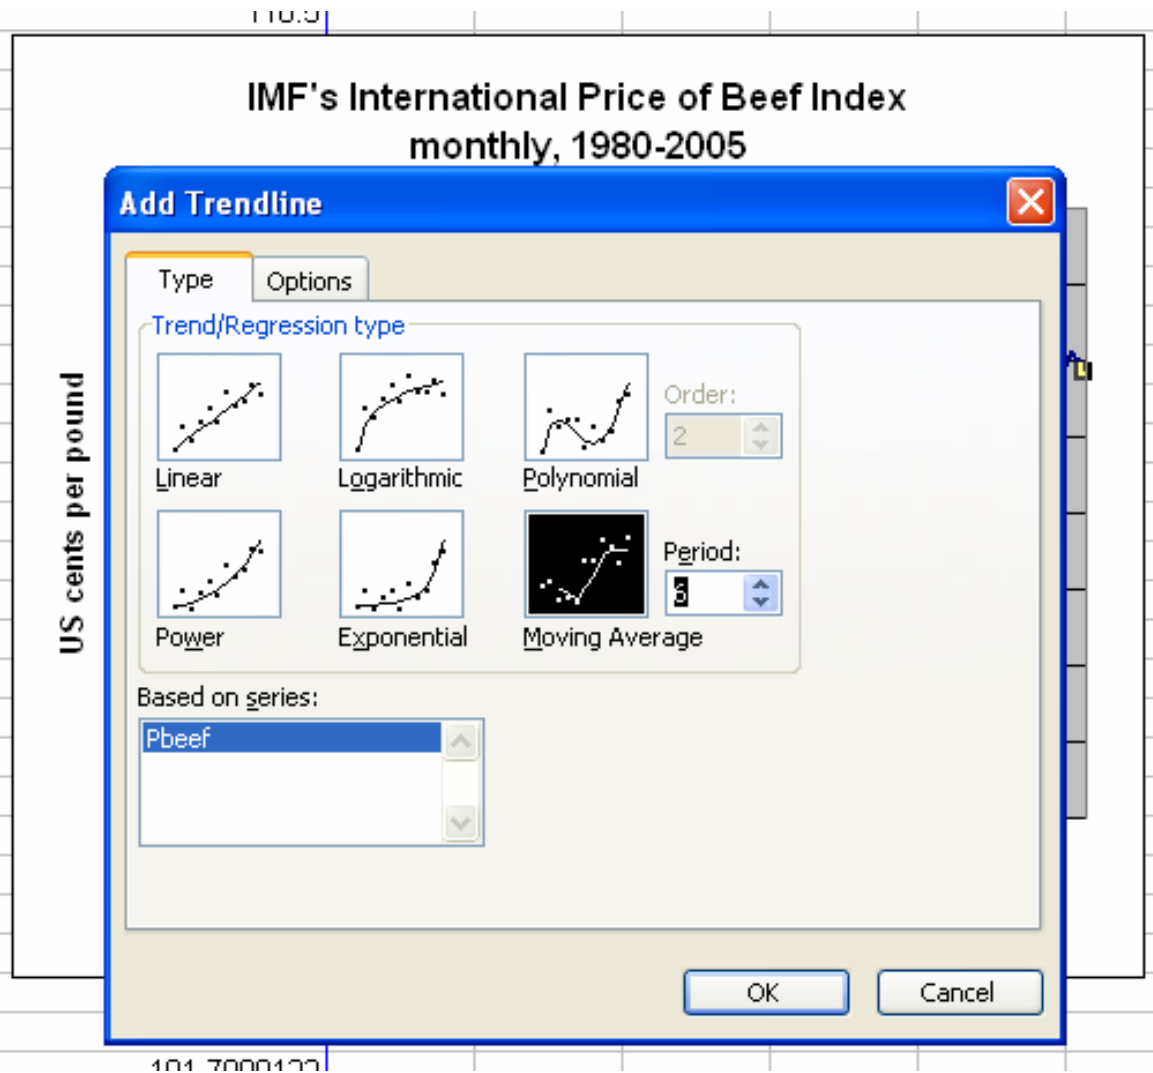 IMF's International Price of Beef Index
monthly, 1980-2005
Add Trendline
Type Options
Trend/Regression type
Order:
2
Linear Logarithmic Polynomial
US cents per pound
Period:
6
Power Exponential Moving Average
Based on series:
Pbeef
OK Cancel